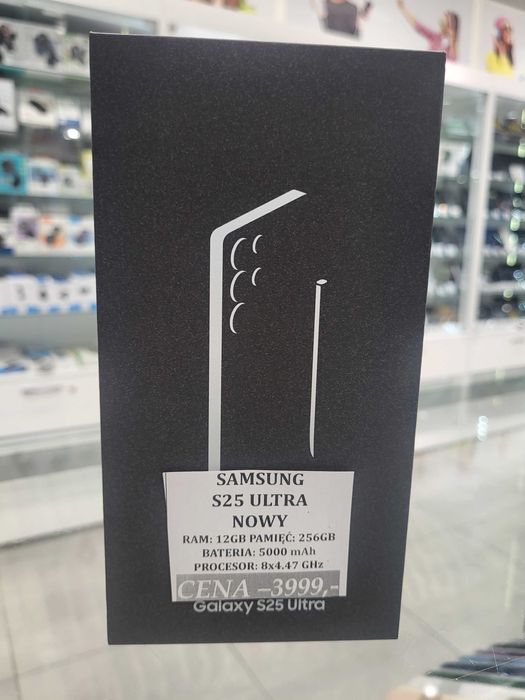 SAMSUNG
S25 ULTRA
NOWY
RAM: 12GB PAMIĘĆ: 256GB
BATERIA: 5000 mAh
PROCESOR: 8x4.47 GHz
CENA –3999,-
Galaxy S25 Ultra